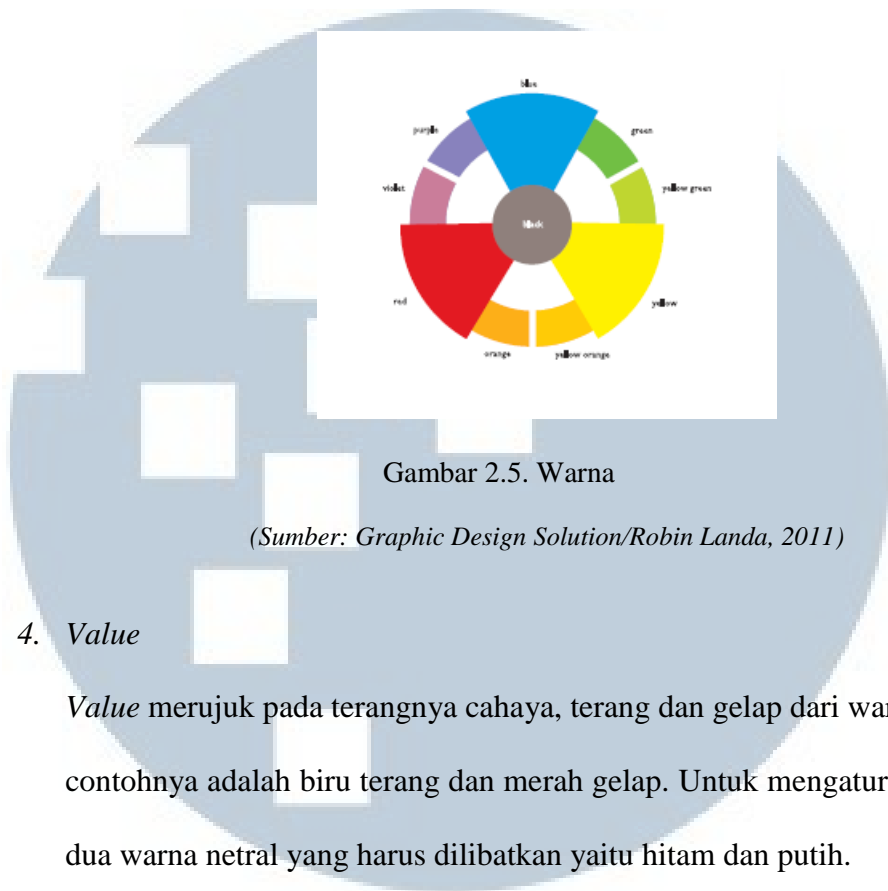 blue
purple green
violet yellow green
black
red yellow
orange yellow orange
Gambar 2.5. Warna
(Sumber: Graphic Design Solution/Robin Landa, 2011)
4. Value
Value merujuk pada terangnya cahaya, terang dan gelap dari
contohnya adalah biru terang dan merah gelap. Untuk mengatur
dua warna netral yang harus dilibatkan yaitu hitam dan putih.